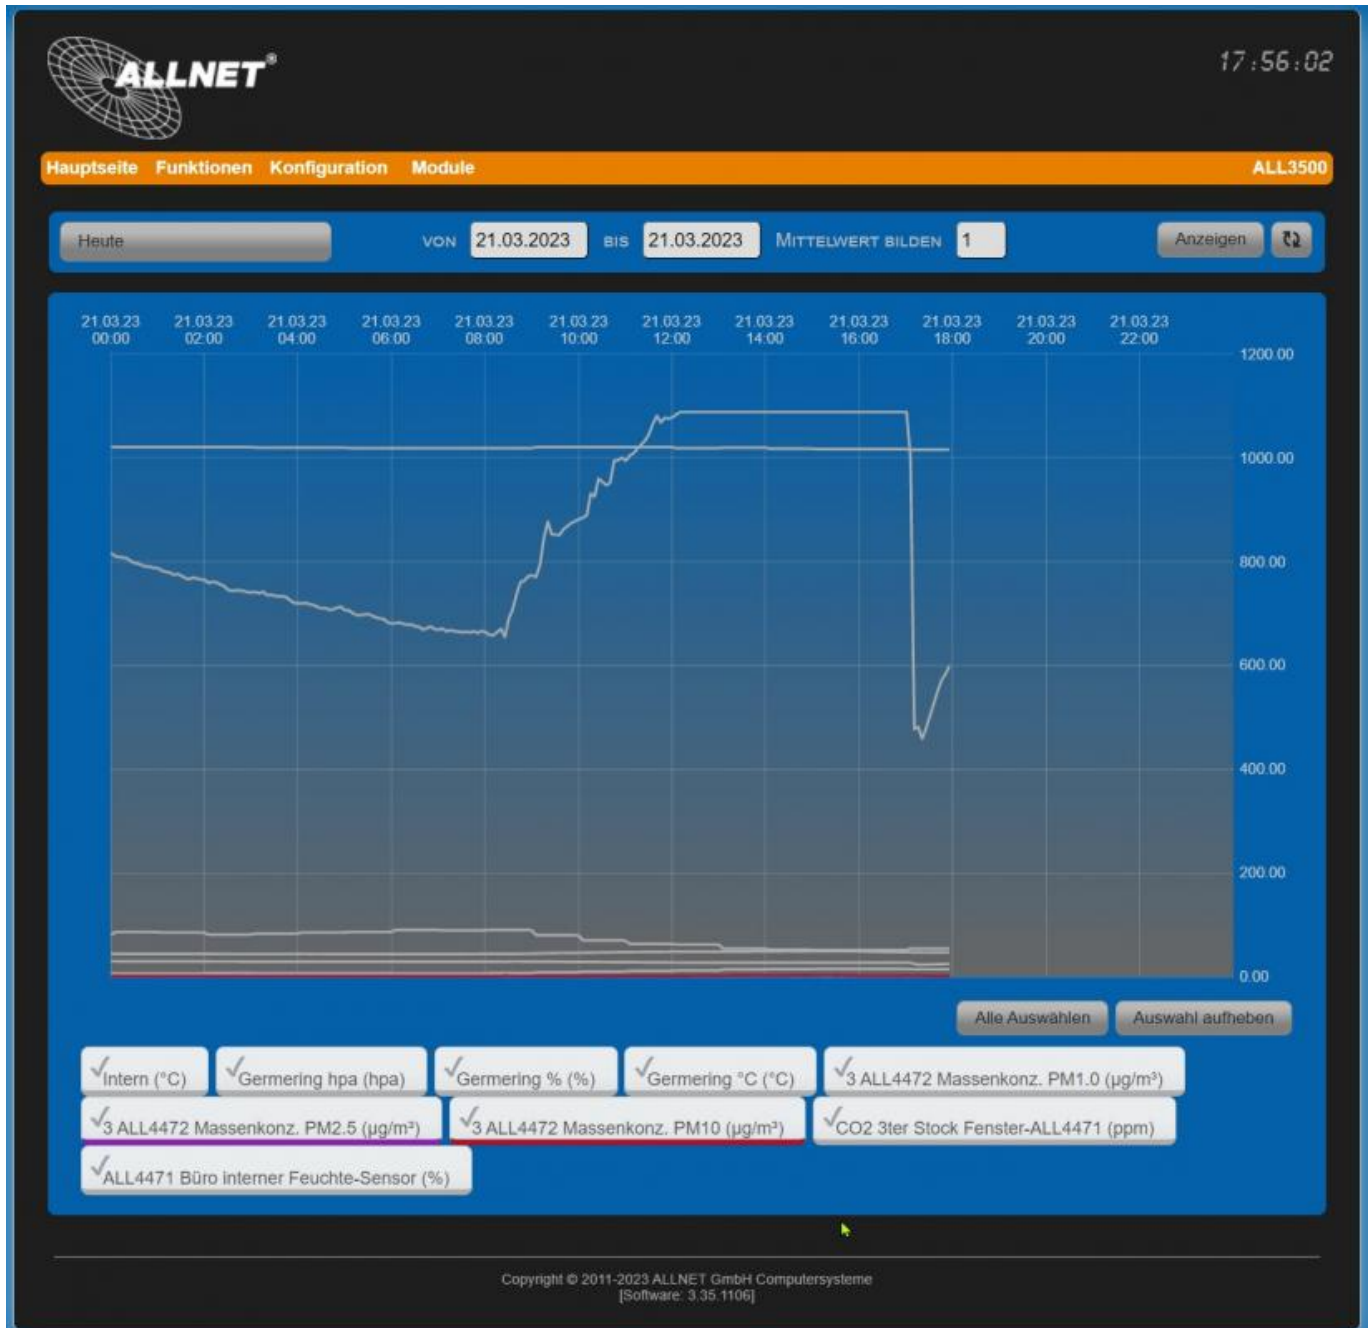 ALLNET®
17:56:02
Hauptseite Funktionen Konfiguration Module ALL3500
Heute VON 21.03.2023 BIS 21.03.2023 MITTELWERT BILDEN 1 Anzeigen
21.03.23 21.03.23 21.03.23 21.03.23 21.03.23 21.03.23 21.03.23 21.03.23 21.03.23 21.03.23 21.03.23 21.03.23
00:00 02:00 04:00 06:00 08:00 10:00 12:00 14:00 16:00 18:00 20:00 22:00
1200.00
1000.00
800.00
600.00
400.00
200.00
0.00
Alle Auswählen Auswahl aufheben
Intern (°C) Germering hpa (hpa) Germering % (%) Germering °C (°C) 3 ALL4472 Massenkonz. PM1.0 (µg/m³)
3 ALL4472 Massenkonz. PM2.5 (µg/m³) 3 ALL4472 Massenkonz. PM10 (µg/m³) CO2 3ter Stock Fenster-ALL4471 (ppm)
ALL4471 Büro interner Feuchte-Sensor (%)
Copyright © 2011-2023 ALLNET GmbH Computersysteme
[Software: 3.35.1106]